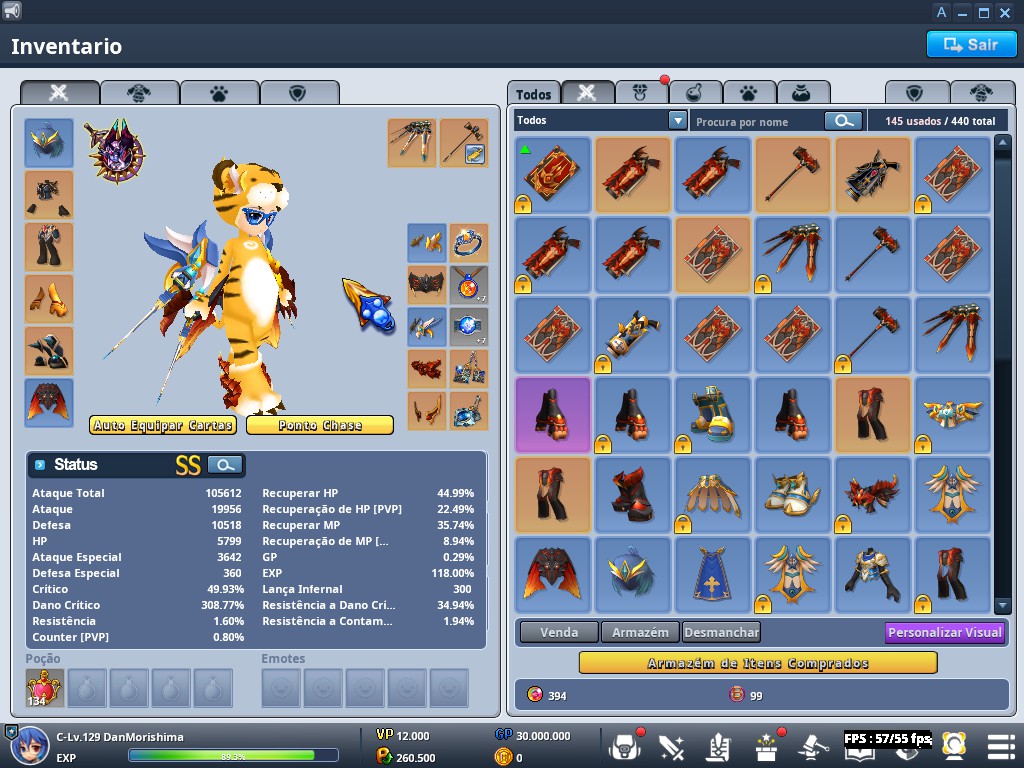 A
Inventario
Sair
Todos
Todos
Procura por nome
145 usados / 440 total
+7
+7
Auto Equipar Cartas
Ponto Chase
Status
SS
Ataque Total 105612
Ataque 19956
Defesa 10518
HP 5799
Ataque Especial 3642
Defesa Especial 360
Crítico 49.93%
Dano Crítico 308.77%
Resistência 1.60%
Counter [PVP] 0.80%
Recuperar HP 44.99%
Recuperação de HP [PVP] 22.49%
Recuperar MP 35.74%
Recuperação de MP [... 8.94%
GP 0.29%
EXP 118.00%
Lança Infernal 300
Resistência a Dano Crí... 34.94%
Resistência a Contam... 1.94%
Poção
Emotes
134
Venda
Armazém
Desmanchar
Personalizar Visual
Armazém de Itens Comprados
394
99
C-Lv.129 DanMorishima
EXP 89.3%
VP 12.000
GP 30.000.000
P 260.500
0
FPS : 57/55 fps